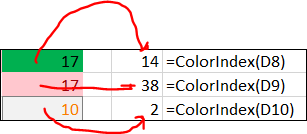 17 14 =ColorIndex(D8)
17 38 =ColorIndex(D9)
10 2 =ColorIndex(D10)